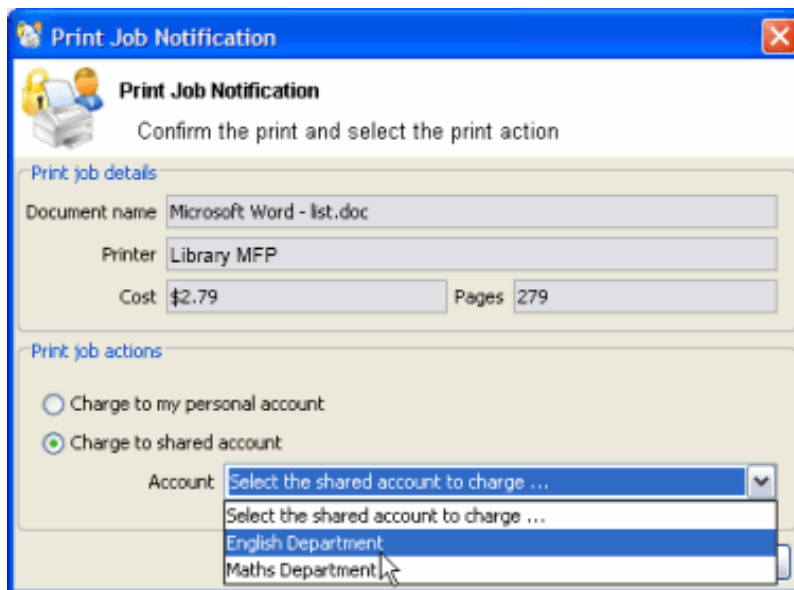 Print Job Notification
Print Job Notification
Confirm the print and select the print action
Print job details
Document name Microsoft Word - list.doc
Printer Library MFP
Cost $2.79 Pages 279
Print job actions
Charge to my personal account
Charge to shared account
Account Select the shared account to charge ...
Select the shared account to charge ...
English Department
Maths Department